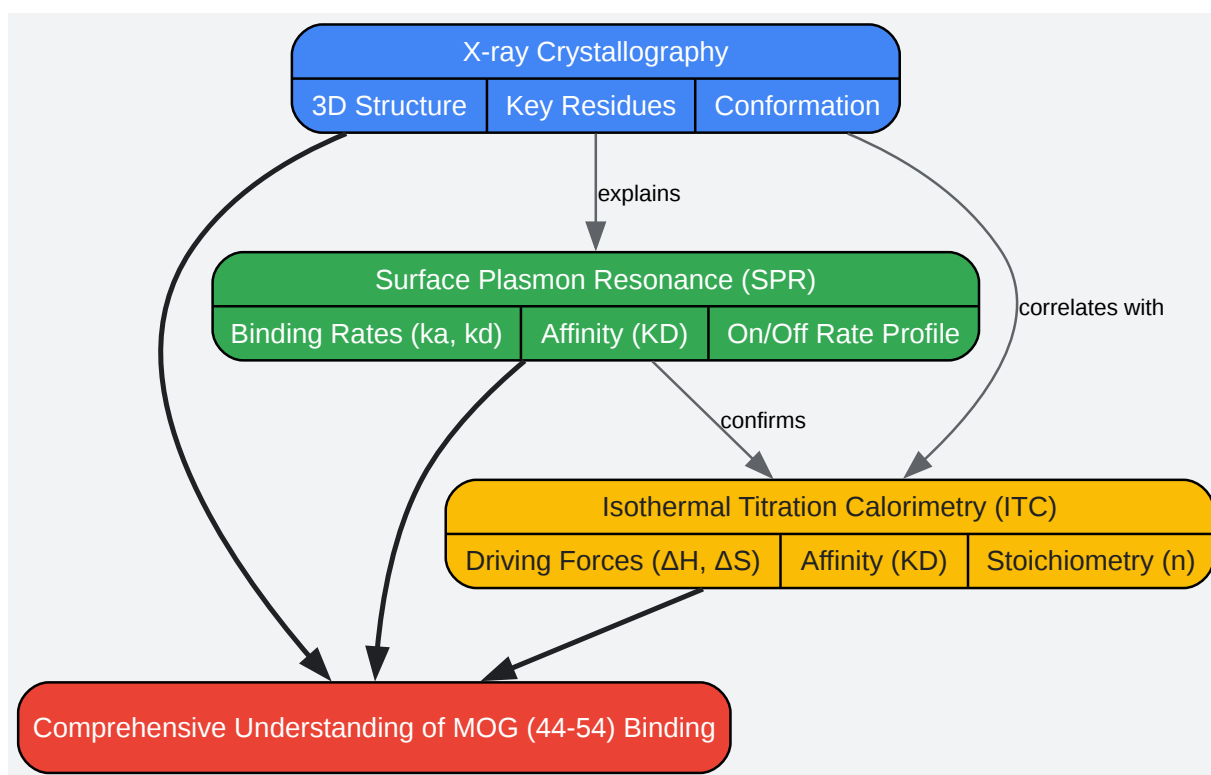 X-ray Crystallography
3D Structure
Key Residues
Conformation
explains
Surface Plasmon Resonance (SPR)
Binding Rates (ka, kd)
Affinity (KD)
On/Off Rate Profile
correlates with
confirms
Isothermal Titration Calorimetry (ITC)
Driving Forces (ΔH, ΔS)
Affinity (KD)
Stoichiometry (n)
Comprehensive Understanding of MOG (44-54) Binding